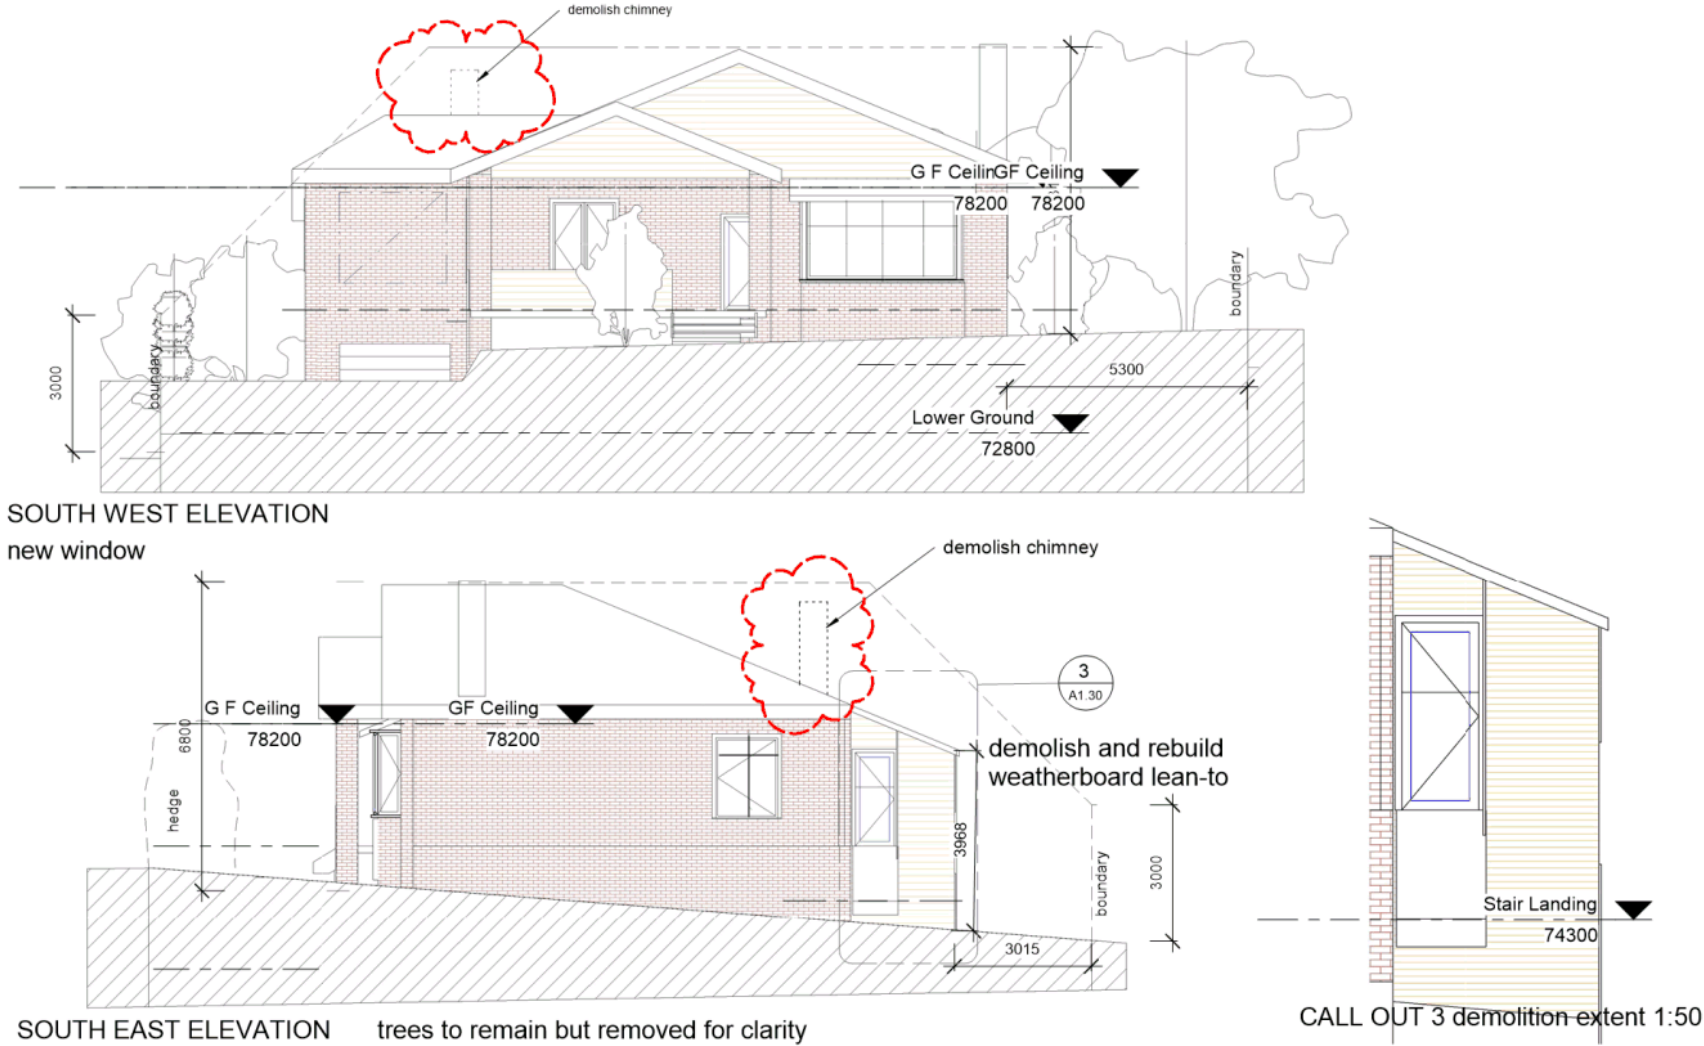 demolish chimney
G F Ceilin GF Ceiling
78200 78200
boundary
boundary
3000
5300
Lower Ground
72800
SOUTH WEST ELEVATION
new window
demolish chimney
3
A1.30
G F Ceiling
78200
GF Ceiling
78200
6800
hedge
demolish and rebuild
weatherboard lean-to
3968
boundary
3000
3015
Stair Landing
74300
SOUTH EAST ELEVATION
trees to remain but removed for clarity
CALL OUT 3 demolition extent 1:50